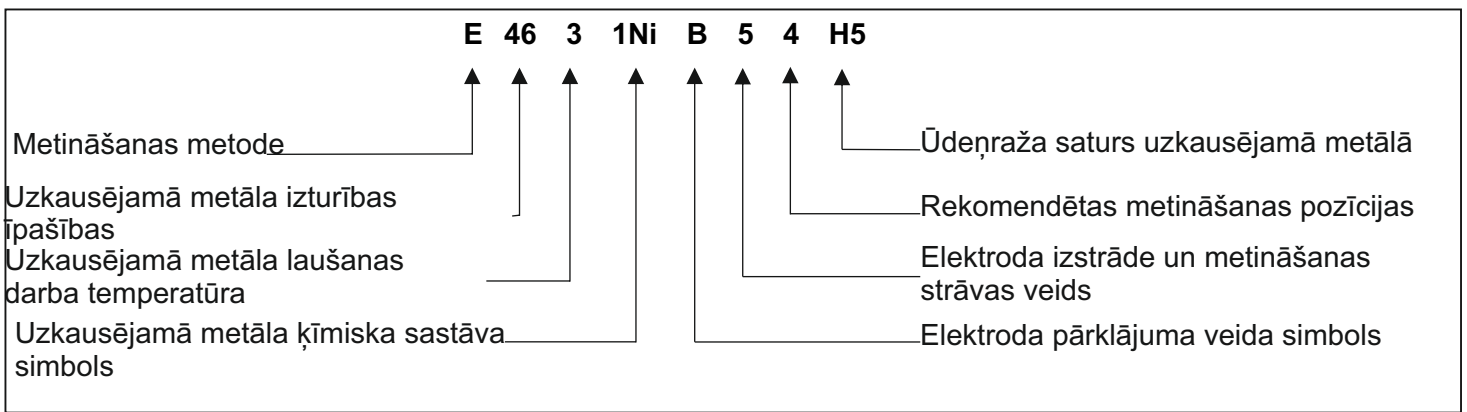 E 46 3 1Ni B 5 4 H5
Metināšanas metode
Uzkausējamā metāla izturības
īpašības
Uzkausējamā metāla laušanas
darba temperatūra
Uzkausējamā metāla ķīmiska sastāva
simbols
Ūdeņraža saturs uzkausējamā metālā
Rekomendētas metināšanas pozīcijas
Elektroda izstrāde un metināšanas
strāvas veids
Elektroda pārklājuma veida simbols